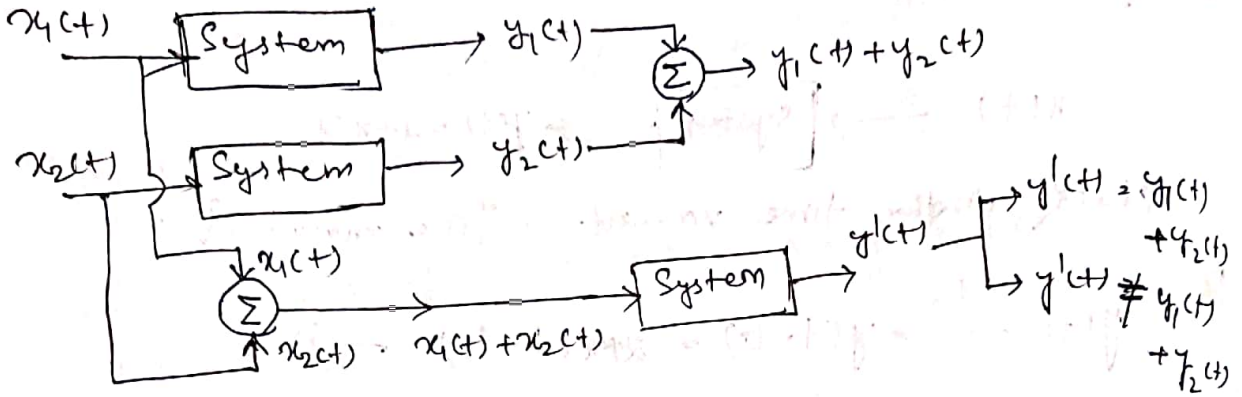 x₁(t)
System
y₁(t)
Σ
y₁(t) + y₂(t)
x₂(t)
System
y₂(t)
x₁(t)
Σ
x₂(t)
x₁(t) + x₂(t)
System
y'(t)
y'(t) = y₁(t)
+ y₂(t)
y'(t) ≠ y₁(t)
+ y₂(t)